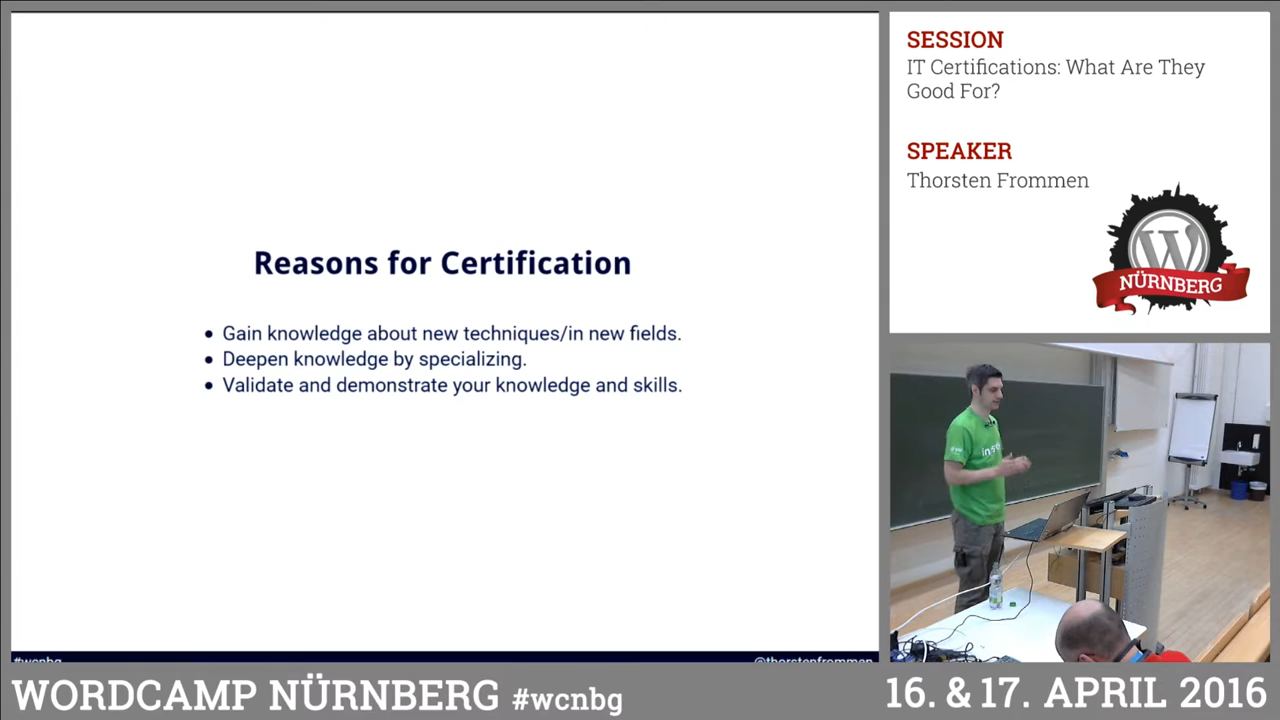 Reasons for Certification
Gain knowledge about new techniques/in new fields.
Deepen knowledge by specializing.
Validate and demonstrate your knowledge and skills.
#wcnbg
@thorstenfrommen
SESSION
IT Certifications: What Are They
Good For?
SPEAKER
Thorsten Frommen
W
NÜRNBERG
WORDCAMP NÜRNBERG #wcnbg
16. & 17. APRIL 2016